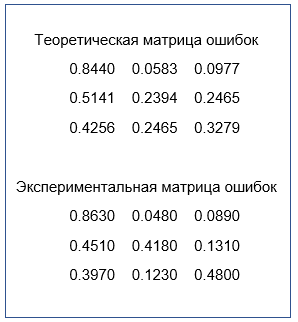 Теоретическая матрица ошибок
0.8440 0.0583 0.0977
0.5141 0.2394 0.2465
0.4256 0.2465 0.3279
Экспериментальная матрица ошибок
0.8630 0.0480 0.0890
0.4510 0.4180 0.1310
0.3970 0.1230 0.4800